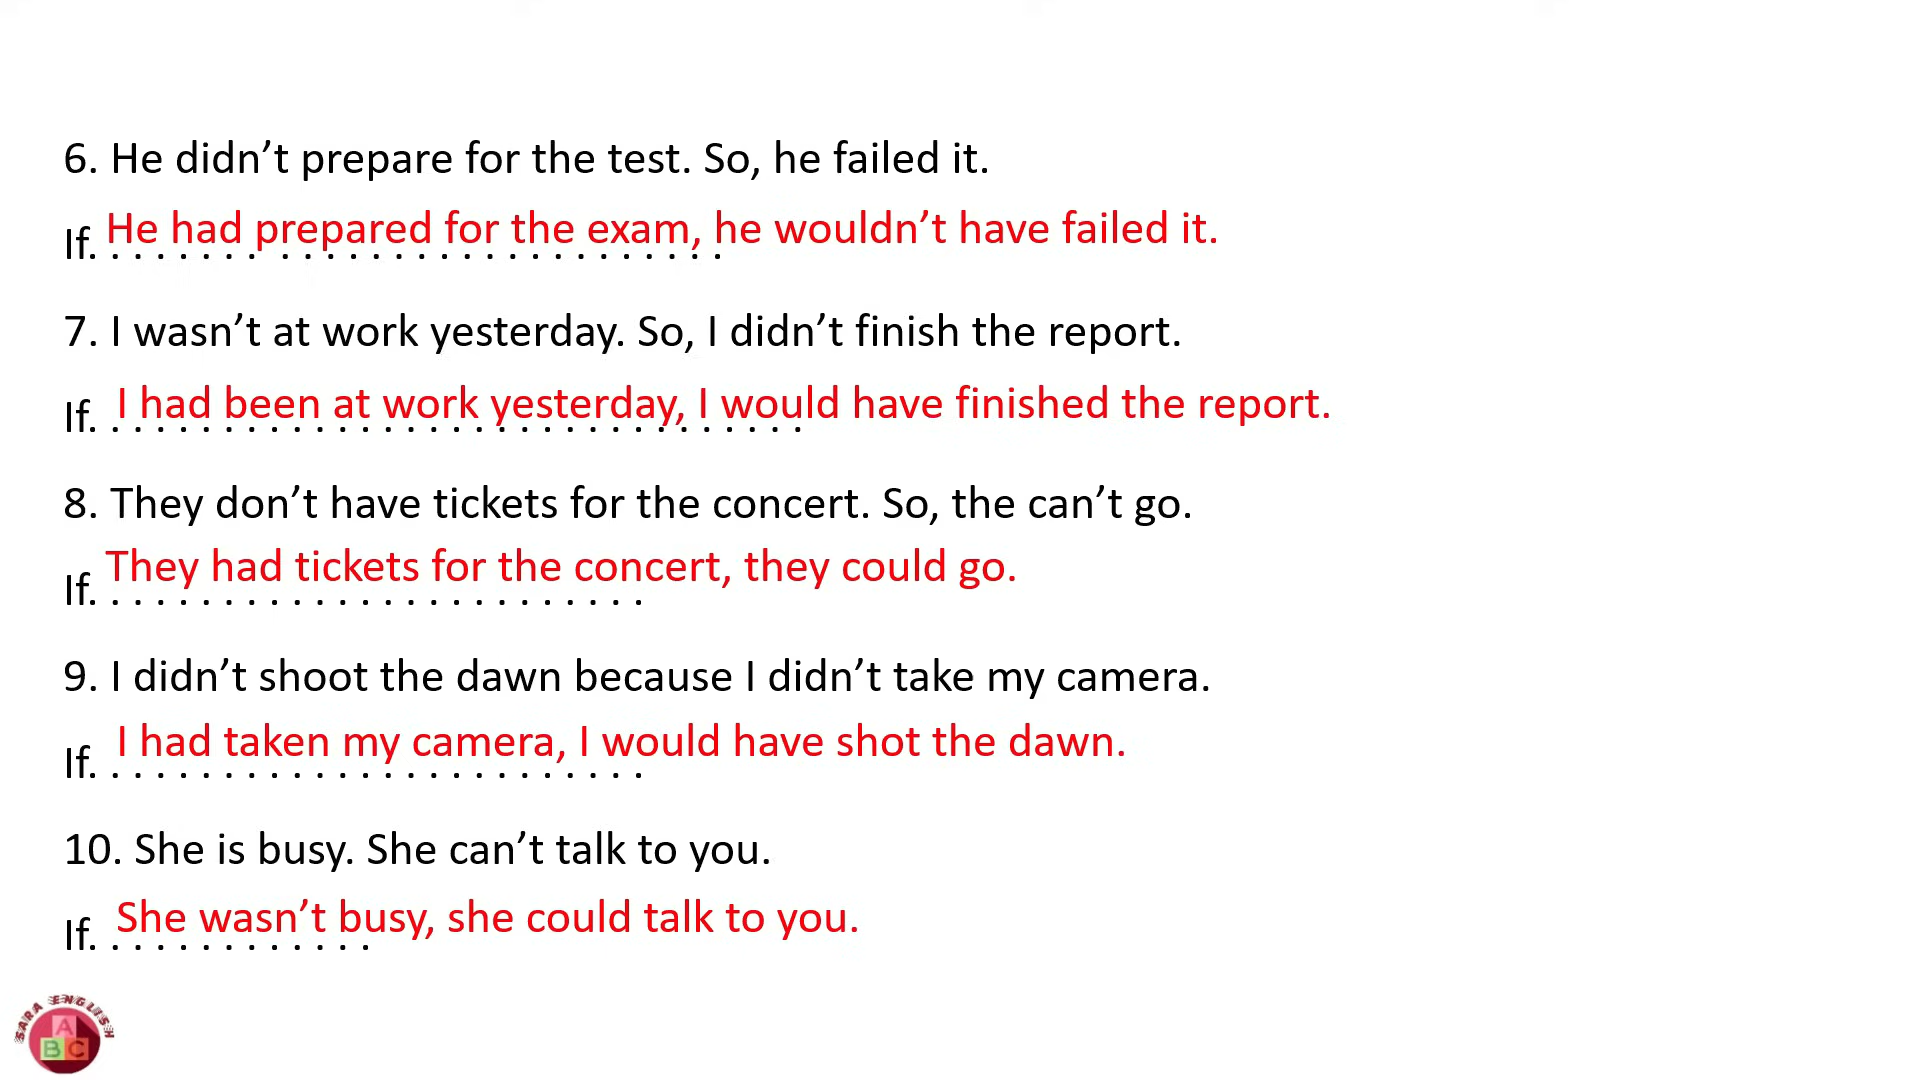 6. He didn’t prepare for the test. So, he failed it.
If. He had prepared for the exam, he wouldn’t have failed it.
7. I wasn’t at work yesterday. So, I didn’t finish the report.
If. I had been at work yesterday, I would have finished the report.
8. They don’t have tickets for the concert. So, the can’t go.
If. They had tickets for the concert, they could go.
9. I didn’t shoot the dawn because I didn’t take my camera.
If. I had taken my camera, I would have shot the dawn.
10. She is busy. She can’t talk to you.
If. She wasn’t busy, she could talk to you.
SARA ENGLISH
A
BC